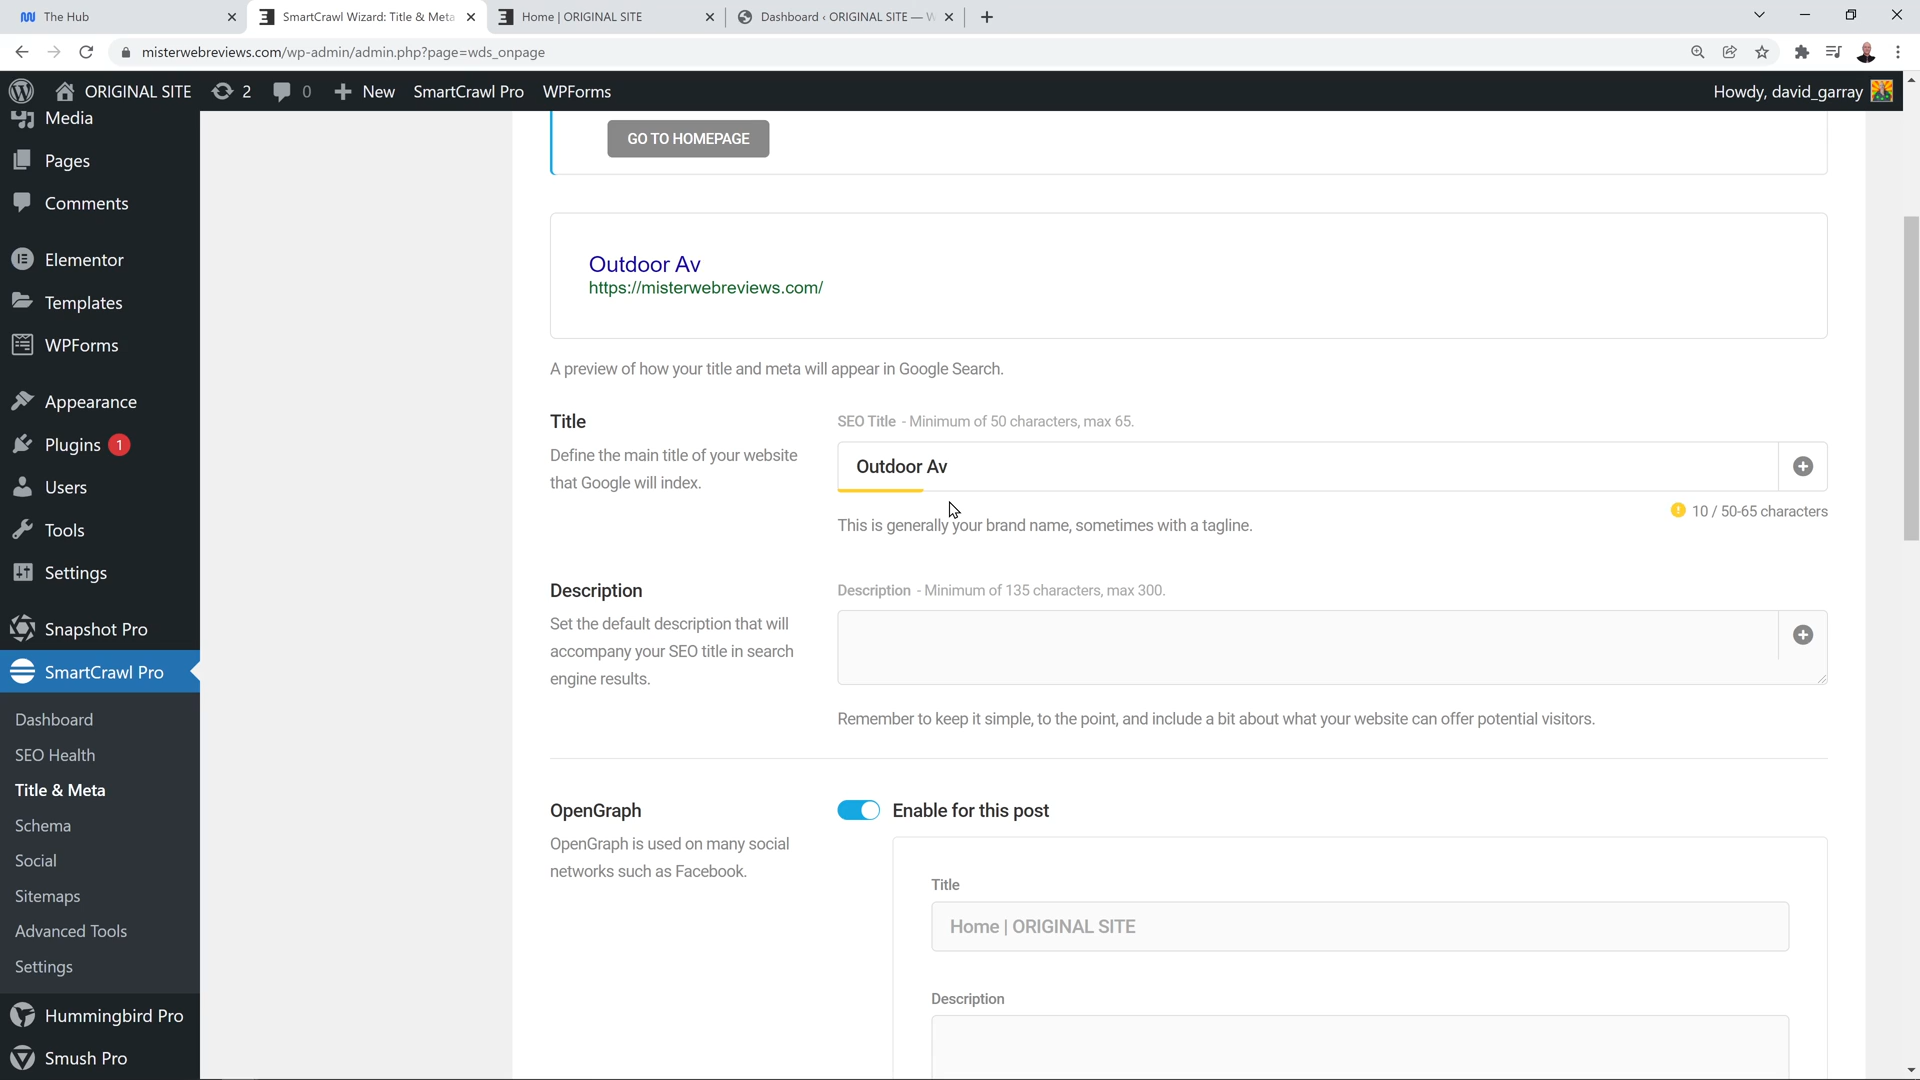 The Hub
SmartCrawl Wizard: Title & Meta
Home | ORIGINAL SITE
Dashboard ‹ ORIGINAL SITE — W
misterwebreviews.com/wp-admin/admin.php?page=wds_onpage
ORIGINAL SITE
2
0
New
SmartCrawl Pro
WPForms
Howdy, david_garray
Media
Pages
Comments
Elementor
Templates
WPForms
Appearance
Plugins 1
Users
Tools
Settings
Snapshot Pro
SmartCrawl Pro
Dashboard
SEO Health
Title & Meta
Schema
Social
Sitemaps
Advanced Tools
Settings
Hummingbird Pro
Smush Pro
GO TO HOMEPAGE
Outdoor Av
https://misterwebreviews.com/
A preview of how your title and meta will appear in Google Search.
Title
Define the main title of your website
that Google will index.
SEO Title - Minimum of 50 characters, max 65.
Outdoor Av
10 / 50-65 characters
This is generally your brand name, sometimes with a tagline.
Description
Set the default description that will
accompany your SEO title in search
engine results.
Description - Minimum of 135 characters, max 300.
Remember to keep it simple, to the point, and include a bit about what your website can offer potential visitors.
OpenGraph
OpenGraph is used on many social
networks such as Facebook.
Enable for this post
Title
Home | ORIGINAL SITE
Description